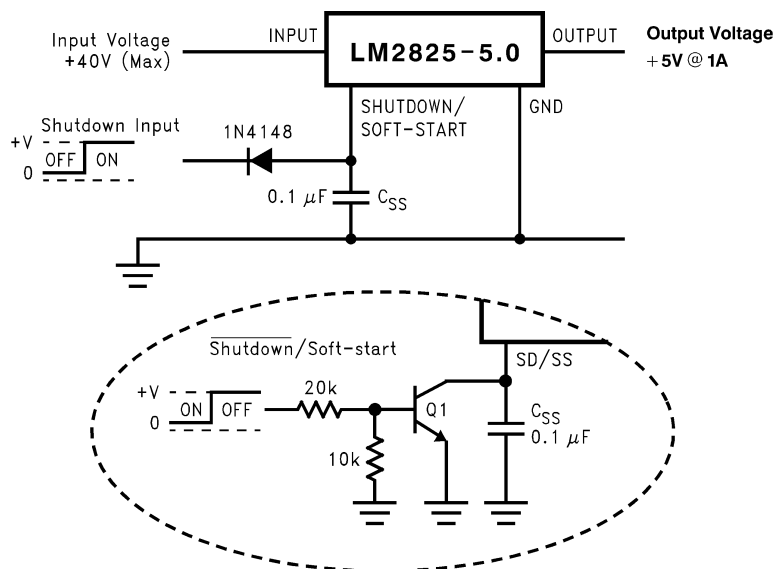 Input Voltage
+40V (Max)
INPUT
LM2825-5.0
OUTPUT
Output Voltage
+5V @ 1A
SHUTDOWN/
SOFT-START
GND
Shutdown Input
+V
OFF ON
0
1N4148
0.1 µF
CSS
Shutdown/Soft-start
SD/SS
+V
ON OFF
0
20k
Q1
10k
CSS
0.1 µF